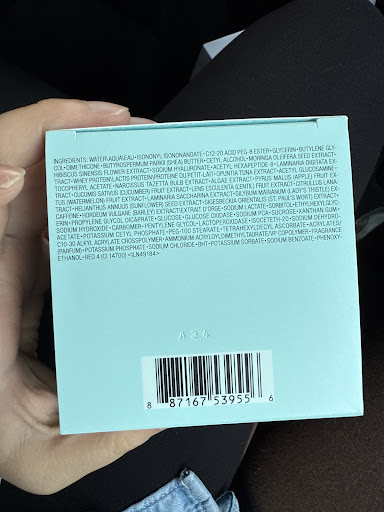 INGREDIENTS: WATER\AQUA\EAU•ISONONYL ISONONANOATE•C12-20 ACID PEG-8 ESTER•GLYCERIN•BUTYLENE GLY-
COL•DIMETHICONE•BUTYROSPERMUM PARKII (SHEA) BUTTER•CETYL ALCOHOL•MORINGA OLEIFERA SEED EXTRACT•
HIBISCUS SINENSIS FLOWER EXTRACT•SODIUM HYALURONATE•ACETYL HEXAPEPTIDE-8•LAMINARIA DIGITATA EX-
TRACT•WHEY PROTEIN\LACTIS PROTEIN\PROTÉINE DU PETIT-LAIT•OPUNTIA TUNA EXTRACT•ACETYL GLUCOSAMINE•
TOCOPHERYL ACETATE•NARCISSUS TAZETTA BULB EXTRACT•ALGAE EXTRACT•PYRUS MALUS (APPLE) FRUIT EX-
TRACT•CUCUMIS SATIVUS (CUCUMBER) FRUIT EXTRACT•LENS ESCULENTA (LENTIL) FRUIT EXTRACT•CITRULLUS LANA-
TUS (WATERMELON) FRUIT EXTRACT•LAMINARIA SACCHARINA EXTRACT•SILYBUM MARIANUM (LADY'S THISTLE) EX-
TRACT•HELIANTHUS ANNUUS (SUNFLOWER) SEED EXTRACT•SIGESBECKIA ORIENTALIS (ST. PAUL'S WORT) EXTRACT•
CAFFEINE•HORDEUM VULGARE (BARLEY) EXTRACT\EXTRAIT D'ORGE•SODIUM LACTATE•SORBITOL•ETHYLHEXYL GLYC-
ERIN•PROPYLENE GLYCOL DICAPRATE•GLUCOSE•GLUCOSE OXIDASE•SODIUM PCA•SUCROSE•XANTHAN GUM•
SODIUM HYDROXIDE•CARBOMER•PENTYLENE GLYCOL•LACTOPEROXIDASE•ISOCETETH-20•SODIUM DEHYDRO-
ACETATE•POTASSIUM CETYL PHOSPHATE•PEG-100 STEARATE•TETRAHEXYLDECYL ASCORBATE•ACRYLATES/
C10-30 ALKYL ACRYLATE CROSSPOLYMER•AMMONIUM ACRYLOYLDIMETHYLTAURATE/VP COPOLYMER•FRAGRANCE
(PARFUM)•POTASSIUM PHOSPHATE•SODIUM CHLORIDE•BHT•POTASSIUM SORBATE•SODIUM BENZOATE•PHENOXY-
ETHANOL•RED 4 (CI 14700) <ILN49184>
A34
8 87167 53955 6